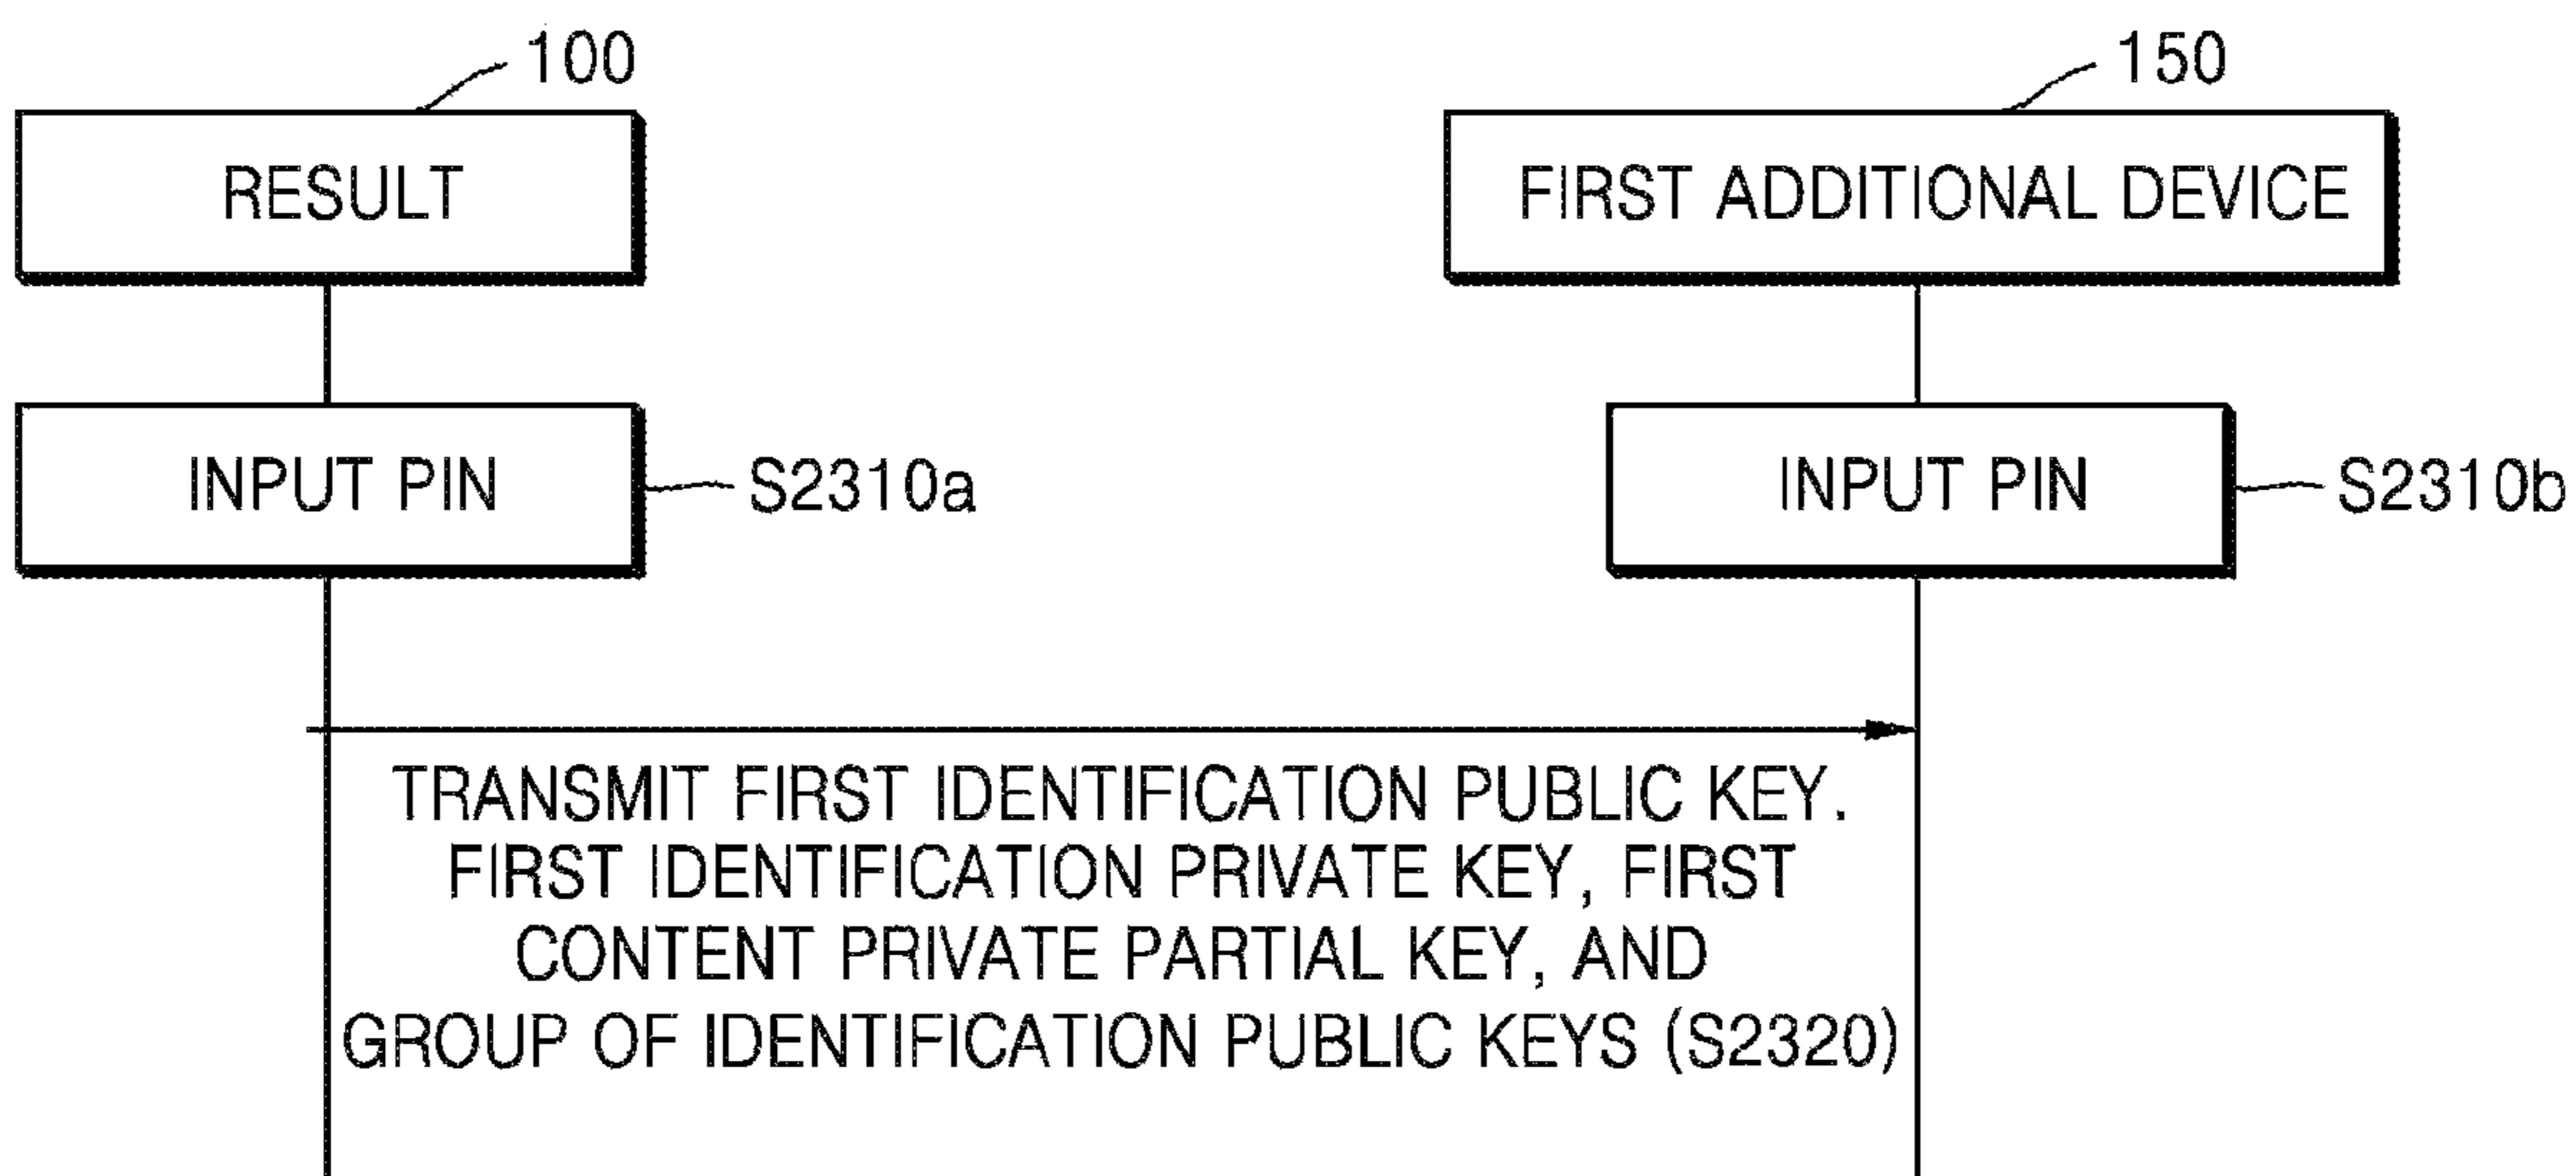 100
150
RESULT
FIRST ADDITIONAL DEVICE
INPUT PIN
S2310a
INPUT PIN
S2310b
TRANSMIT FIRST IDENTIFICATION PUBLIC KEY.
FIRST IDENTIFICATION PRIVATE KEY, FIRST
CONTENT PRIVATE PARTIAL KEY, AND
GROUP OF IDENTIFICATION PUBLIC KEYS (S2320)